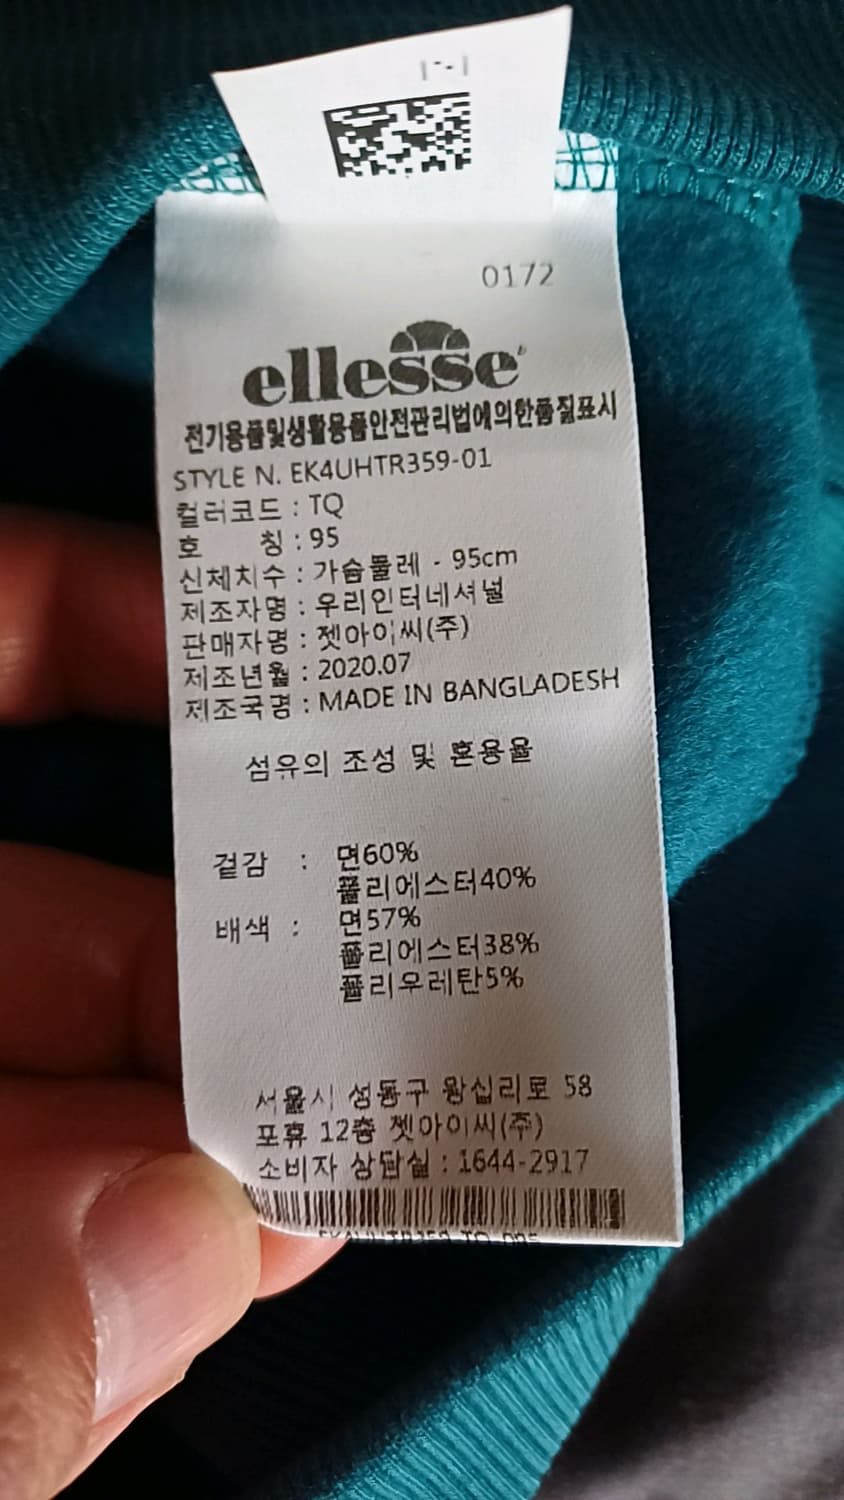 0172
ellesse
전기용품및생활용품안전관리법에의한품질표시
STYLE N. EK4UHTR359-01
컬러코드 : TQ
호 칭 : 95
신체치수 : 가슴둘레 - 95cm
제조자명 : 우리인터네셔널
판매자명 : 젯아이씨(주)
제조년월 : 2020.07
제조국명 : MADE IN BANGLADESH
섬유의 조성 및 혼용율
겉감 : 면60%
폴리에스터40%
배색 : 면57%
폴리에스터38%
폴리우레탄5%
서울시 성동구 왕십리로 58
포휴 12층 젯아이씨(주)
소비자 상담실 : 1644-2917
EK4UHTR359 TQ 095